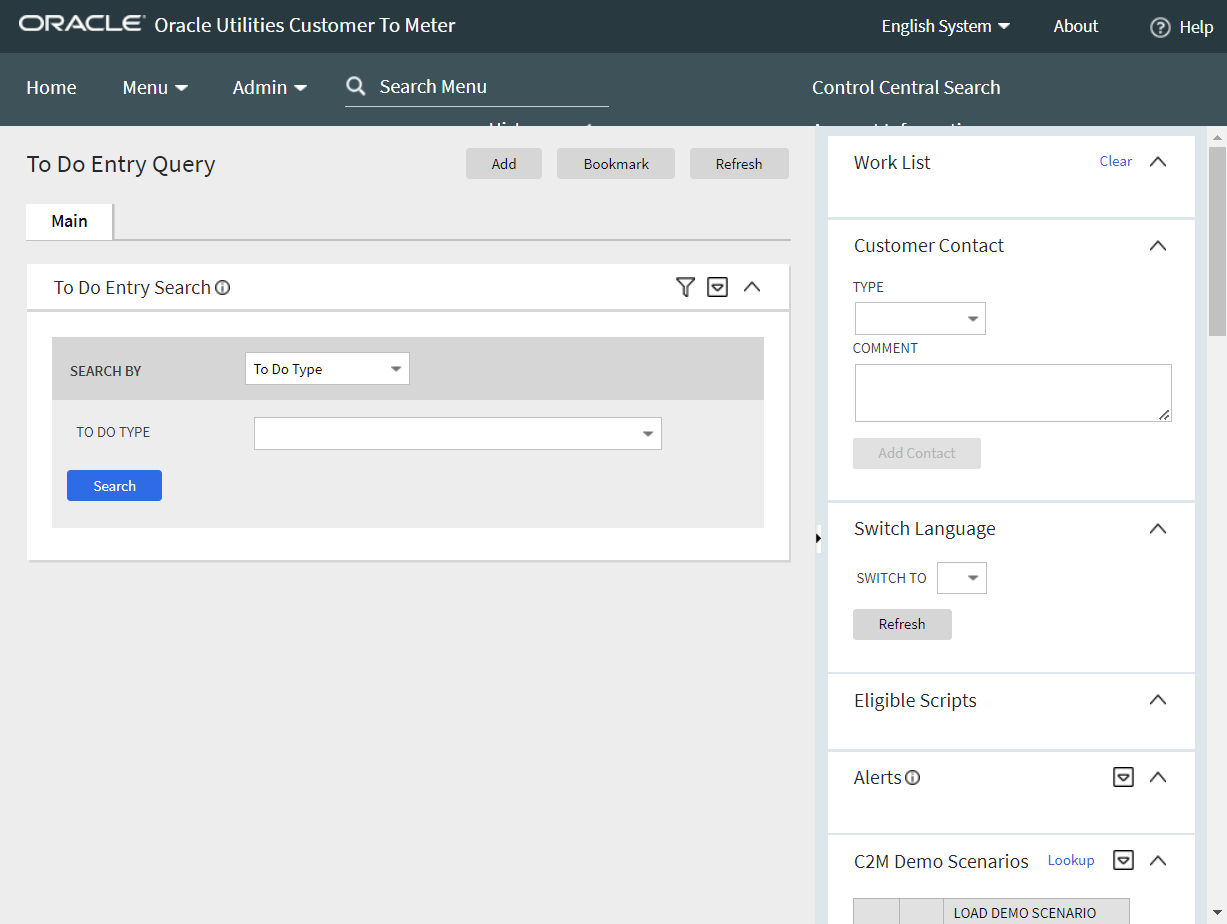 ORACLE Oracle Utilities Customer To Meter
English System
About
Help
Home
Menu
Admin
Search Menu
Control Central Search
To Do Entry Query
Add
Bookmark
Refresh
Main
To Do Entry Search
SEARCH BY
To Do Type
TO DO TYPE
Search
Work List
Clear
Customer Contact
TYPE
COMMENT
Add Contact
Switch Language
SWITCH TO
Refresh
Eligible Scripts
Alerts
C2M Demo Scenarios
Lookup
LOAD DEMO SCENARIO